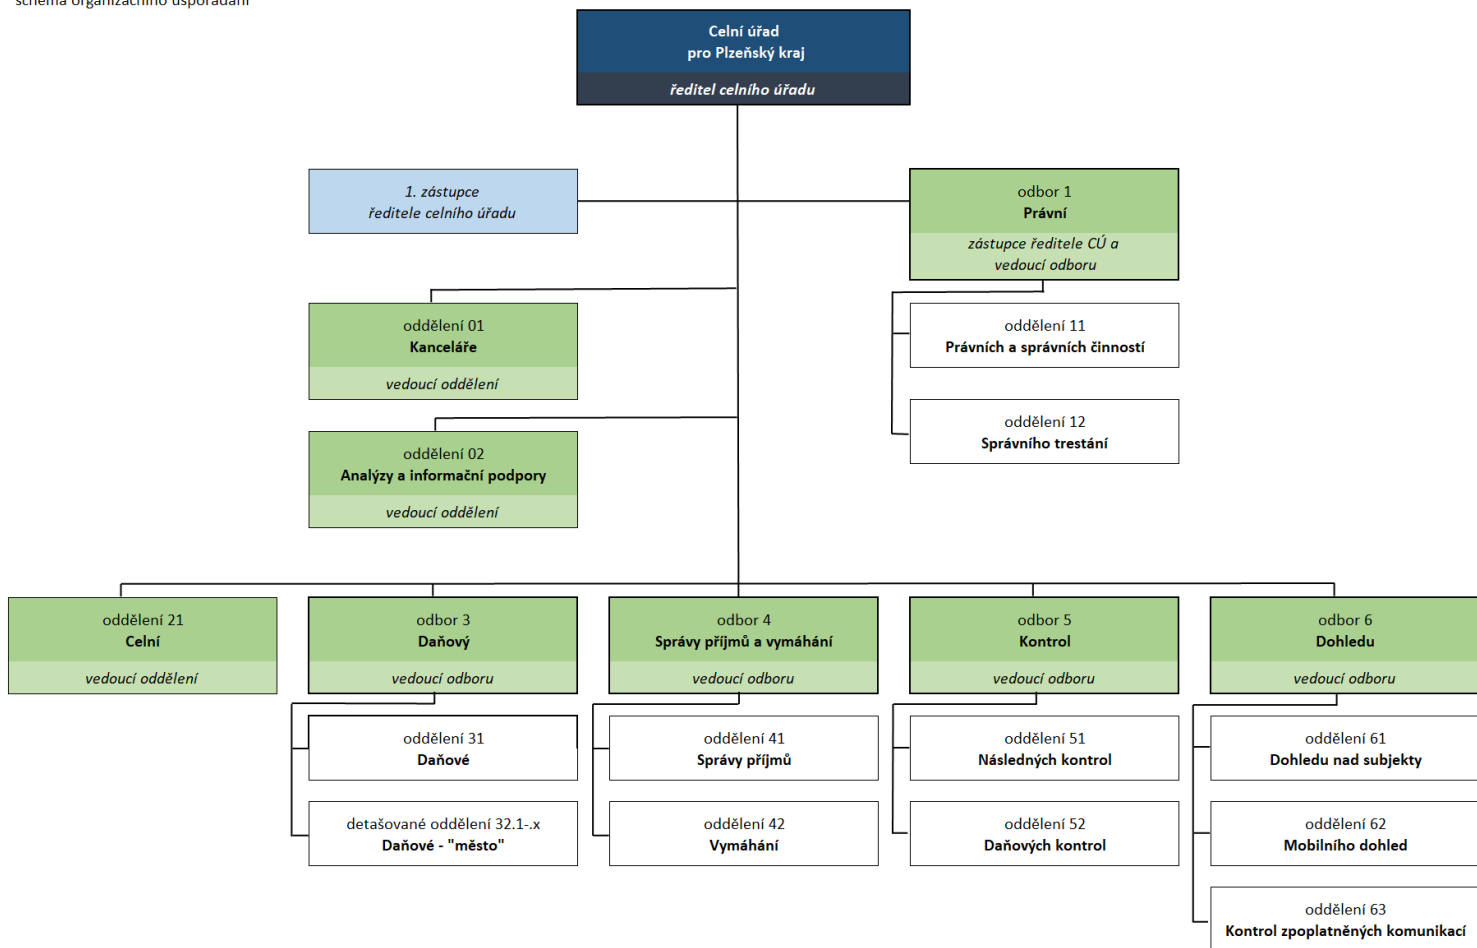 schéma organizačního uspořádání
Celní úřad
pro Plzeňský kraj
ředitel celního úřadu
1. zástupce
ředitele celního úřadu
odbor 1
Právní
zástupce ředitele CÚ a
vedoucí odboru
oddělení 01
Kanceláře
vedoucí oddělení
oddělení 11
Právních a správních činností
oddělení 12
Správního trestání
oddělení 02
Analýzy a informační podpory
vedoucí oddělení
oddělení 21
Celní
vedoucí oddělení
odbor 3
Daňový
vedoucí odboru
odbor 4
Správy příjmů a vymáhání
vedoucí odboru
odbor 5
Kontrol
vedoucí odboru
odbor 6
Dohledu
vedoucí odboru
oddělení 31
Daňové
detašované oddělení 32.1-.x
Daňové - "město"
oddělení 41
Správy příjmů
oddělení 42
Vymáhání
oddělení 51
Následných kontrol
oddělení 52
Daňových kontrol
oddělení 61
Dohledu nad subjekty
oddělení 62
Mobilního dohled
oddělení 63
Kontrol zpoplatněných komunikací